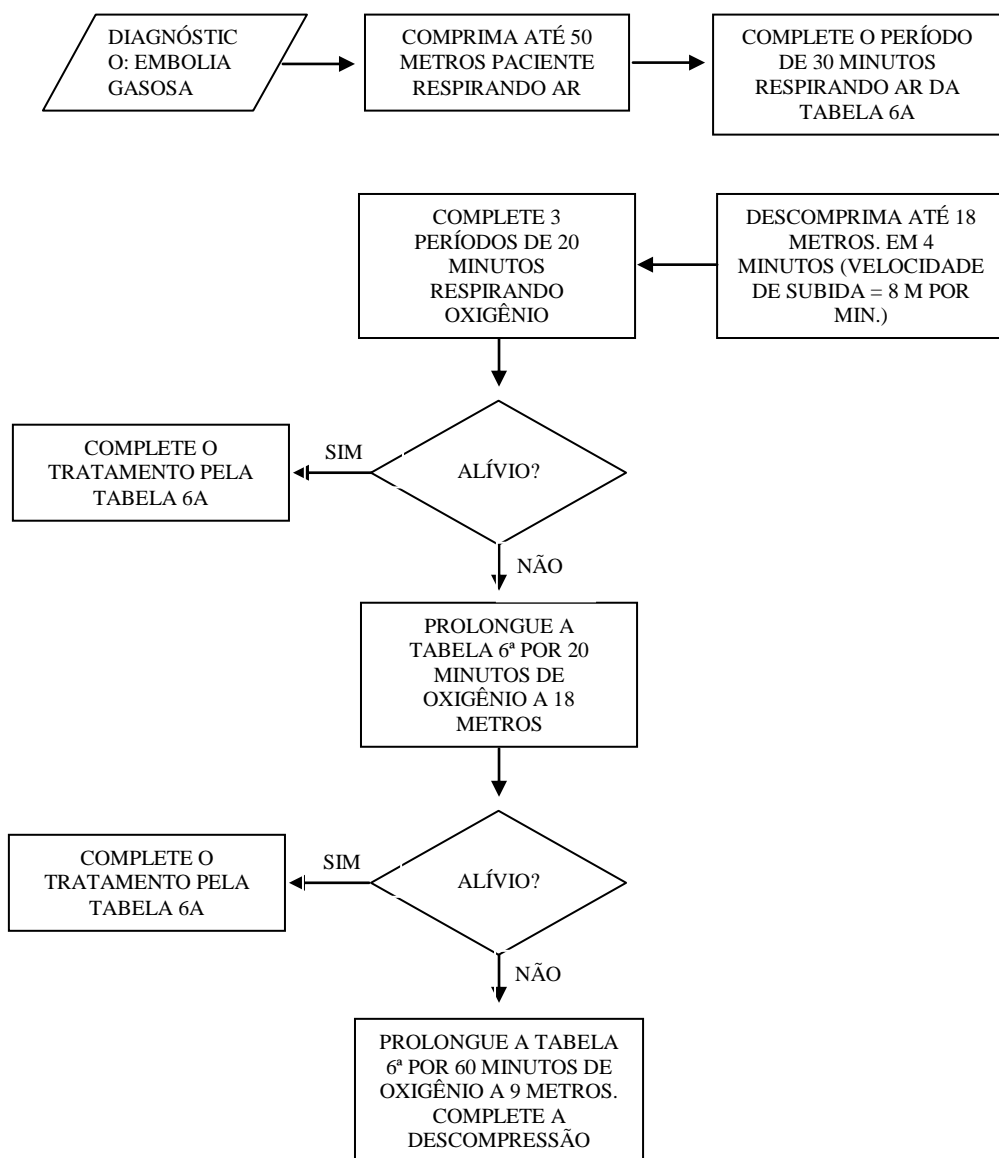 DIAGNÓSTIC
O: EMBOLIA
GASOSA
COMPRIMA ATÉ 50
METROS PACIENTE
RESPIRANDO AR
COMPLETE O PERÍODO
DE 30 MINUTOS
RESPIRANDO AR DA
TABELA 6A
DESCOMPRIMA ATÉ 18
METROS. EM 4
MINUTOS (VELOCIDADE
DE SUBIDA = 8 M POR
MIN.)
COMPLETE 3
PERÍODOS DE 20
MINUTOS
RESPIRANDO
OXIGÊNIO
ALÍVIO?
SIM
COMPLETE O
TRATAMENTO PELA
TABELA 6A
NÃO
PROLONGUE A
TABELA 6ª POR 20
MINUTOS DE
OXIGÊNIO A 18
METROS
ALÍVIO?
SIM
COMPLETE O
TRATAMENTO PELA
TABELA 6A
NÃO
PROLONGUE A TABELA
6ª POR 60 MINUTOS DE
OXIGÊNIO A 9 METROS.
COMPLETE A
DESCOMPRESSÃO